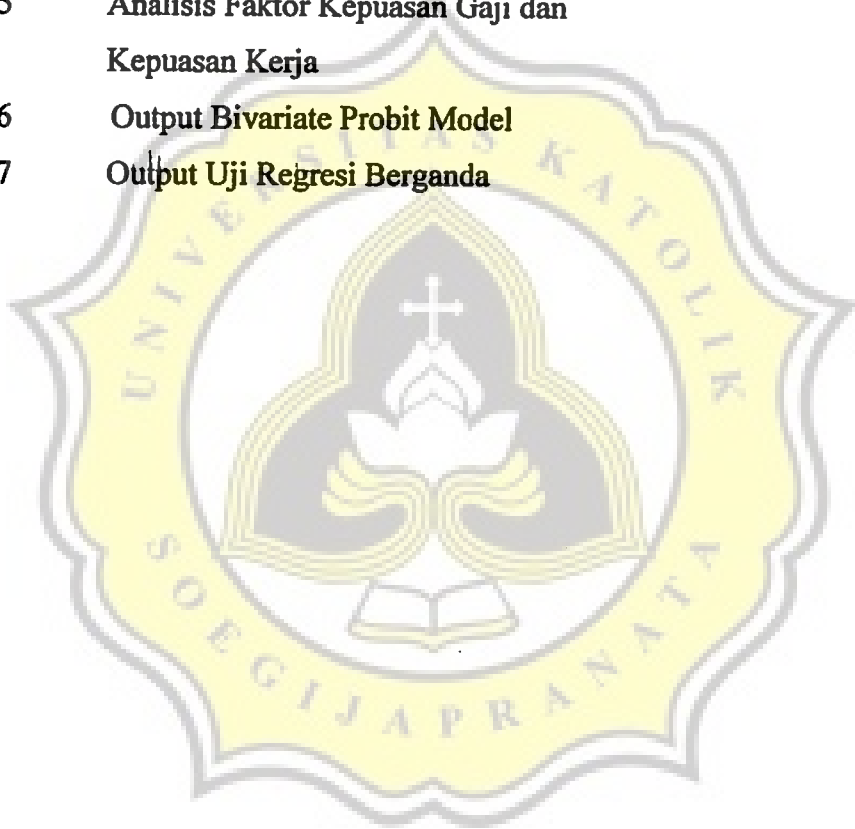 5 Analisis Faktor Kepuasan Gaji dan
Kepuasan Kerja
6 Output Bivariate Probit Model
7 Output Uji Regresi Berganda
UNIVERSITAS KATOLIK
SOEGIJAPRANATA